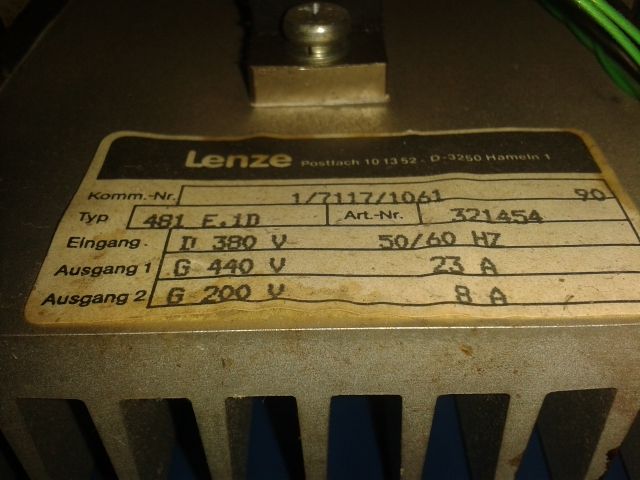 Lenze Postfach 10 13 52 · D-3250 Hameln 1
Komm.-Nr. 1/7117/1061 90
Typ 481 E.1D Art.-Nr. 321454
Eingang D 380 V 50/60 HZ
Ausgang 1 G 440 V 23 A
Ausgang 2 G 200 V 8 A